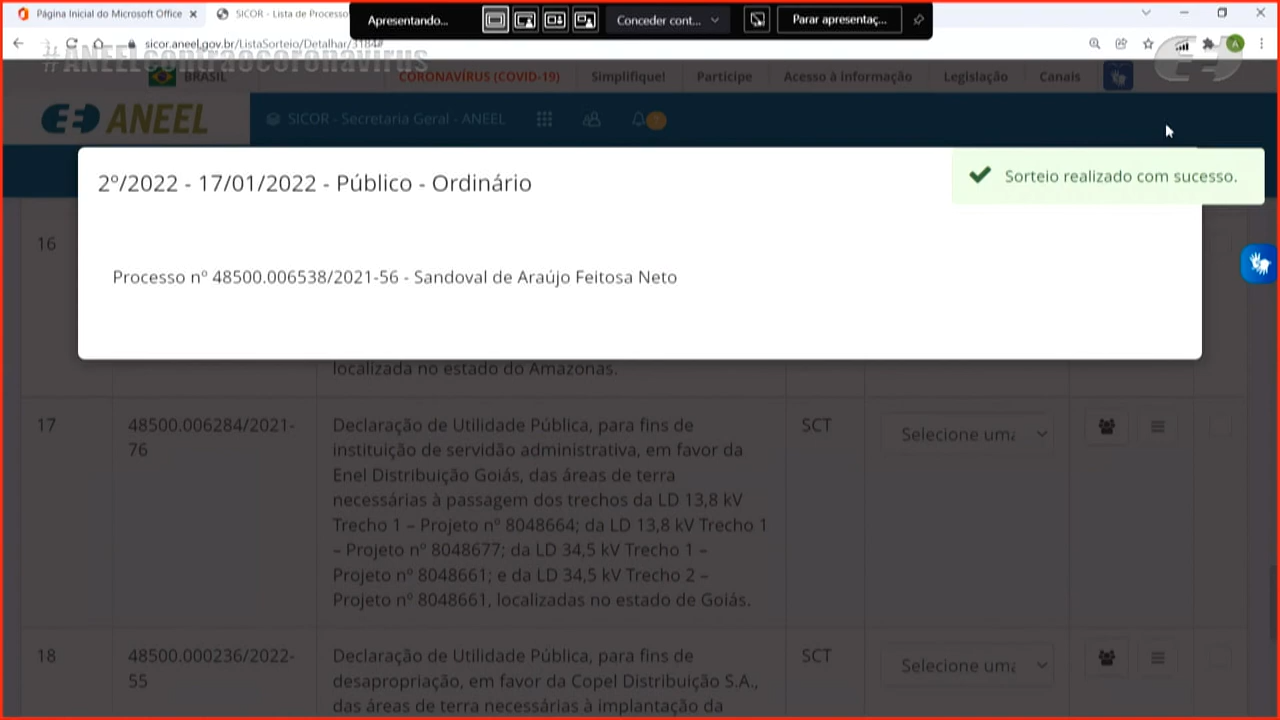 Página Inicial do Microsoft Office
SICOR - Lista de Processo
Apresentando...
Conceder cont...
Parar apresentaç...
sicor.aneel.gov.br/ListaSorteio/Detalhar/3184#
#ANEELcontraocoronavírus
BRASIL
CORONAVÍRUS (COVID-19)
Simplifique!
Participe
Acesso à informação
Legislação
Canais
ANEEL
SICOR - Secretaria Geral - ANEEL
2º/2022 - 17/01/2022 - Público - Ordinário
Sorteio realizado com sucesso.
16
Processo nº 48500.006538/2021-56 - Sandoval de Araújo Feitosa Neto
localizada no estado do Amazonas.
17
48500.006284/2021-
76
Declaração de Utilidade Pública, para fins de
instituição de servidão administrativa, em favor da
Enel Distribuição Goiás, das áreas de terra
necessárias à passagem dos trechos da LD 13,8 kV
Trecho 1 – Projeto nº 8048664; da LD 13,8 kV Trecho 1
– Projeto nº 8048677; da LD 34,5 kV Trecho 1 –
Projeto nº 8048661; e da LD 34,5 kV Trecho 2 –
Projeto nº 8048661, localizadas no estado de Goiás.
SCT
Selecione uma
18
48500.000236/2022-
55
Declaração de Utilidade Pública, para fins de
desapropriação, em favor da Copel Distribuição S.A.,
das áreas de terra necessárias à implantação da
SCT
Selecione uma